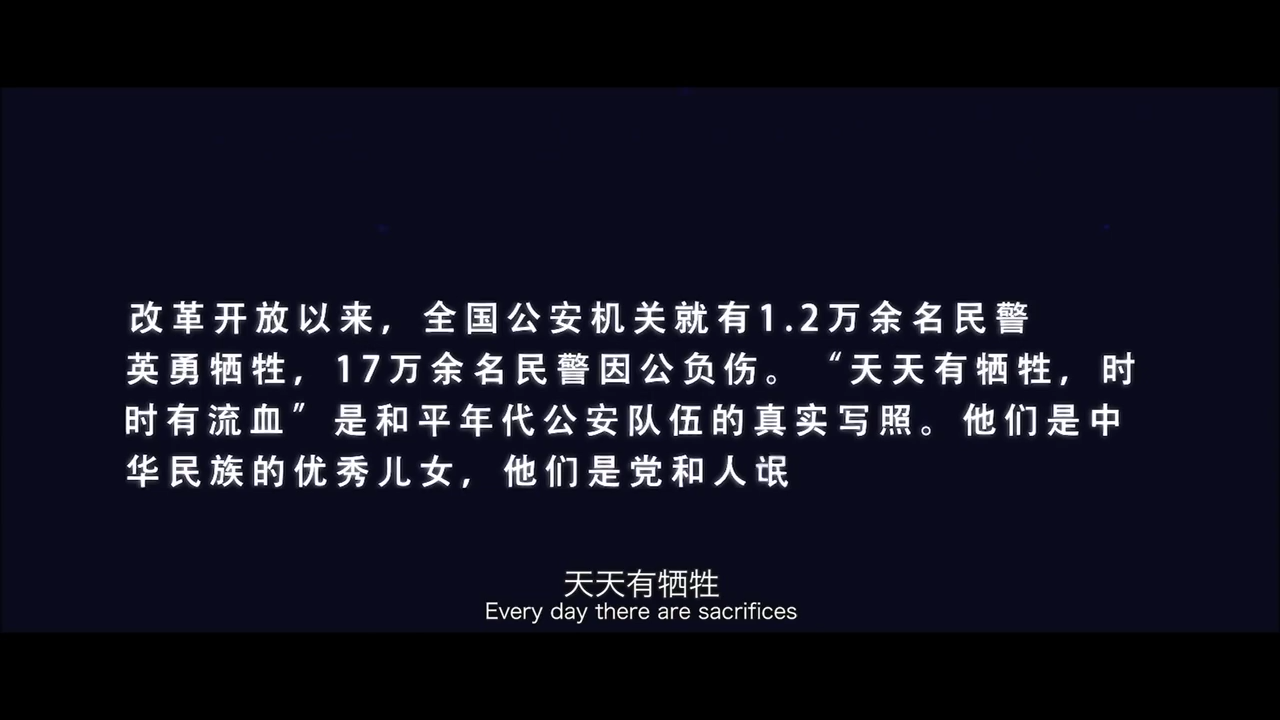 改革开放以来，全国公安机关就有1.2万余名民警
英勇牺牲，17万余名民警因公负伤。“天天有牺牲，时
时有流血”是和平年代公安队伍的真实写照。他们是中
华民族的优秀儿女，他们是党和人氓
天天有牺牲
Every day there are sacrifices